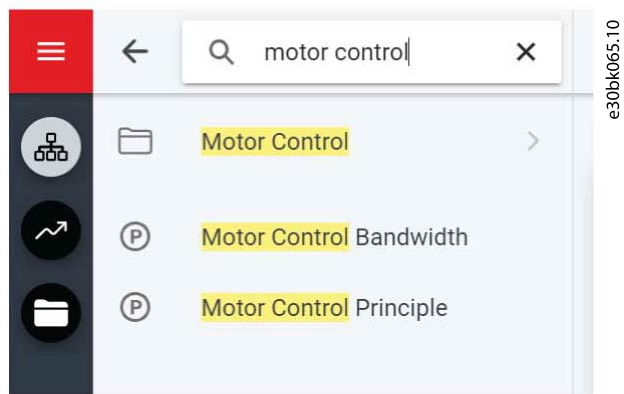 motor control
Motor Control
P Motor Control Bandwidth
P Motor Control Principle
e30bk065.10